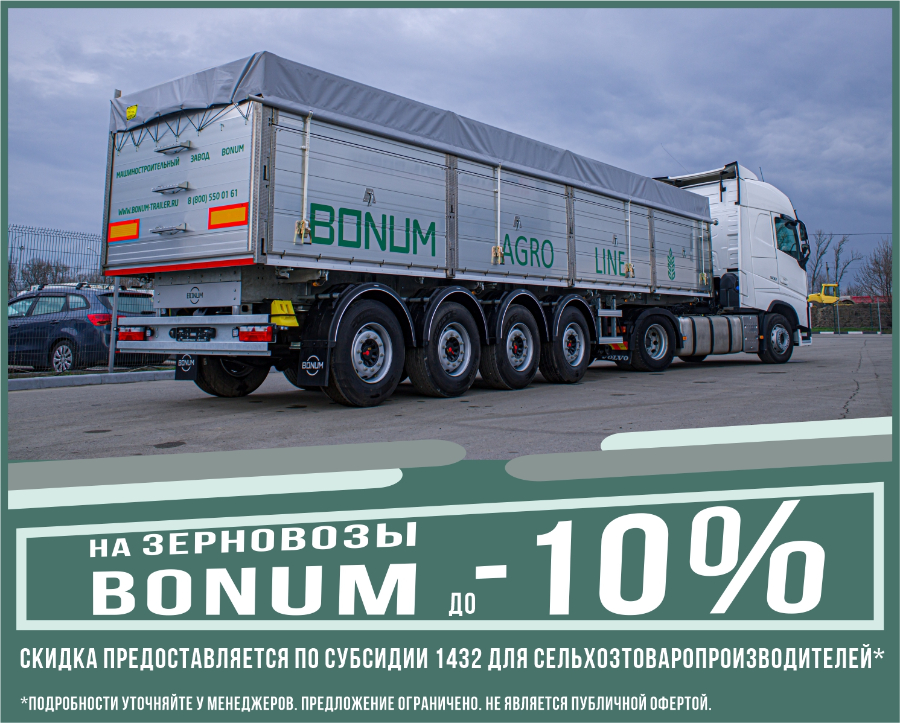 МАШИНОСТРОИТЕЛЬНЫЙ ЗАВОД BONUM
WWW.BONUM-TRAILER.RU 8 (800) 550 01 61
BONUM
AGRO
LINE
BONUM
BONUM
BONUM
VOLVO
НА ЗЕРНОВОЗЫ
BONUM ДО -10%
СКИДКА ПРЕДОСТАВЛЯЕТСЯ ПО СУБСИДИИ 1432 ДЛЯ СЕЛЬХОЗТОВАРОПРОИЗВОДИТЕЛЕЙ*
*ПОДРОБНОСТИ УТОЧНЯЙТЕ У МЕНЕДЖЕРОВ. ПРЕДЛОЖЕНИЕ ОГРАНИЧЕНО. НЕ ЯВЛЯЕТСЯ ПУБЛИЧНОЙ ОФЕРТОЙ.